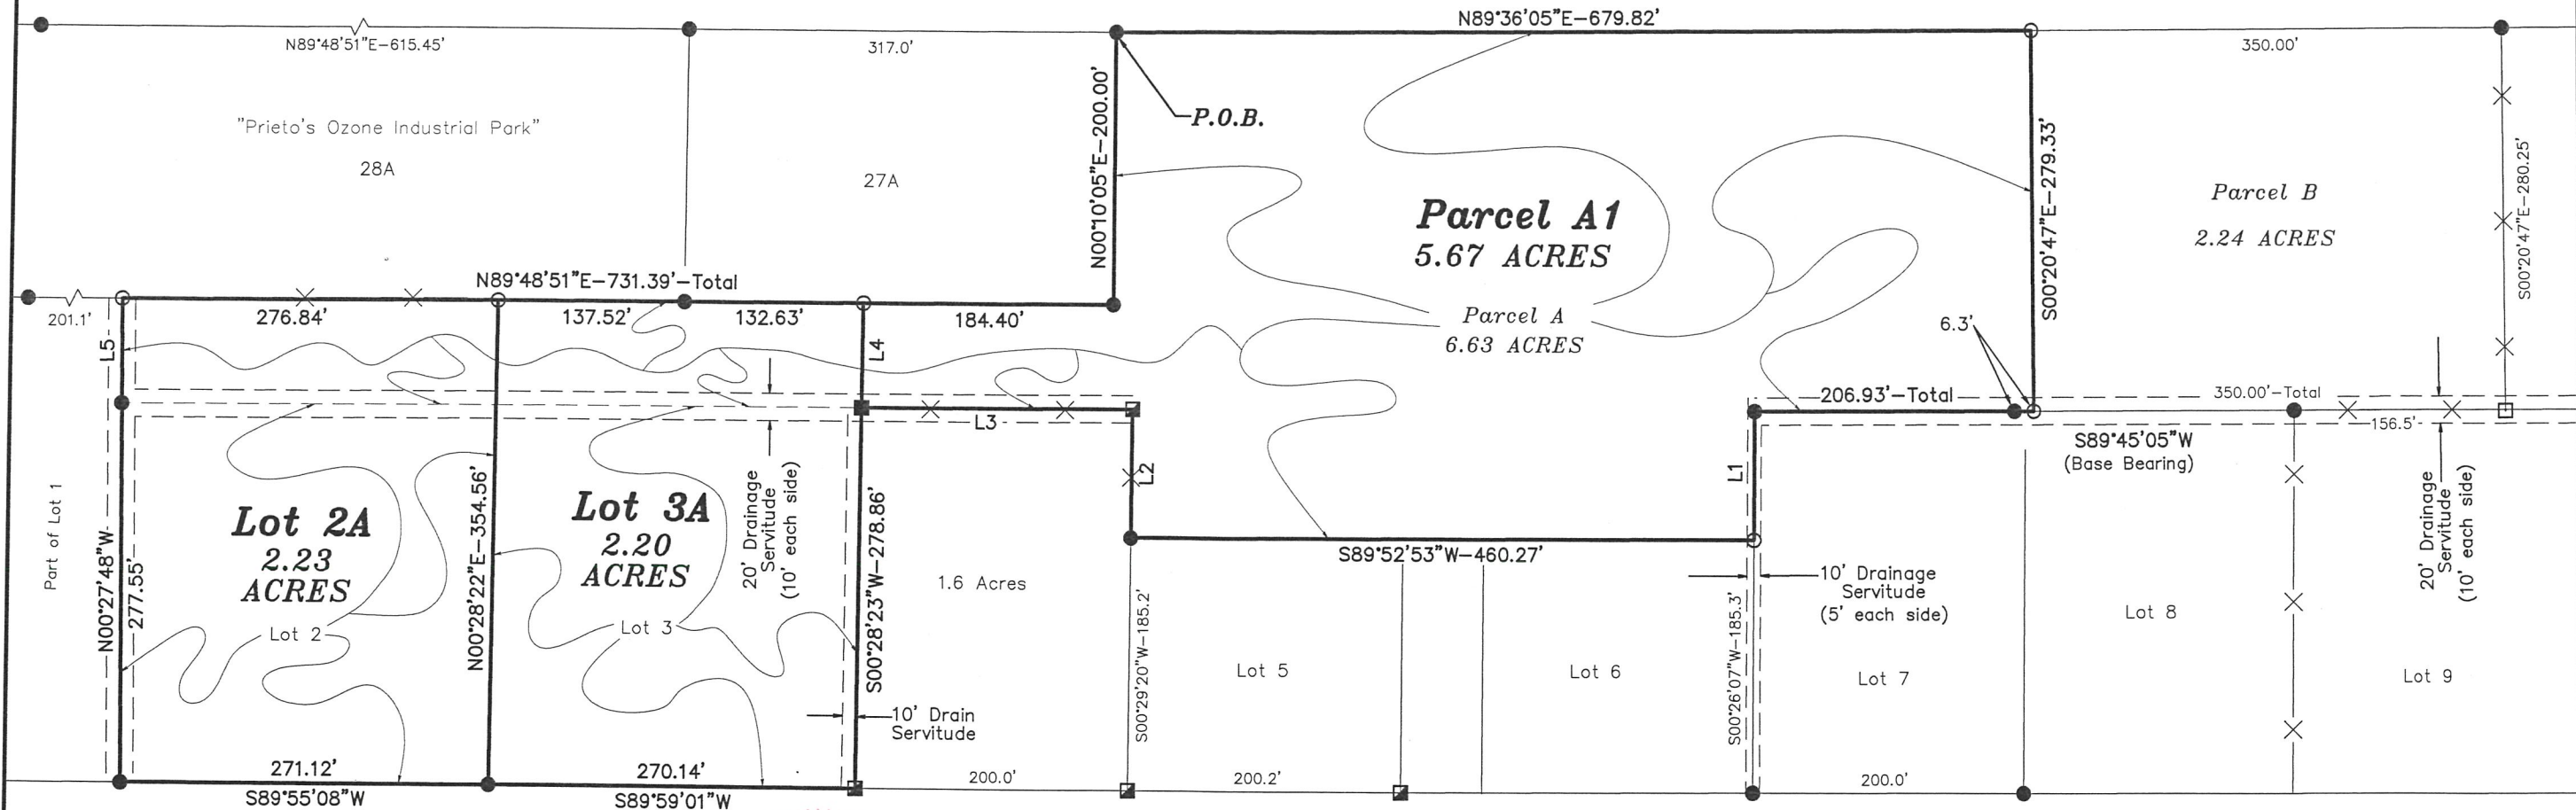 N89°36'05"E-679.82'
N89°48'51"E-615.45'
317.0'
350.00'
"Prieto's Ozone Industrial Park"
28A
27A
N00°10'05"E-200.00'
P.O.B.
Parcel A1
5.67 ACRES
Parcel A
6.63 ACRES
S00°20'47"E-279.33'
Parcel B
2.24 ACRES
S00°20'47"E-280.25'
N89°48'51"E-731.39'-Total
201.1'
276.84'
137.52'
132.63'
184.40'
6.3'
L5
L4
L3
L2
L1
206.93'-Total
350.00'-Total
156.5'
S89°45'05"W
(Base Bearing)
20' Drainage
Servitude
(10' each side)
Part of Lot 1
N00°27'48"W
277.55'
Lot 2A
2.23
ACRES
Lot 2
N00°28'22"E-354.56'
Lot 3A
2.20
ACRES
Lot 3
20' Drainage
Servitude
(10' each side)
S00°28'23"W-278.86'
1.6 Acres
10' Drain
Servitude
S00°29'20"W-185.2'
S89°52'53"W-460.27'
Lot 5
Lot 6
S00°26'07"W-185.3'
10' Drainage
Servitude
(5' each side)
Lot 7
Lot 8
Lot 9
271.12'
S89°55'08"W
270.14'
S89°59'01"W
200.0'
200.2'
200.0'